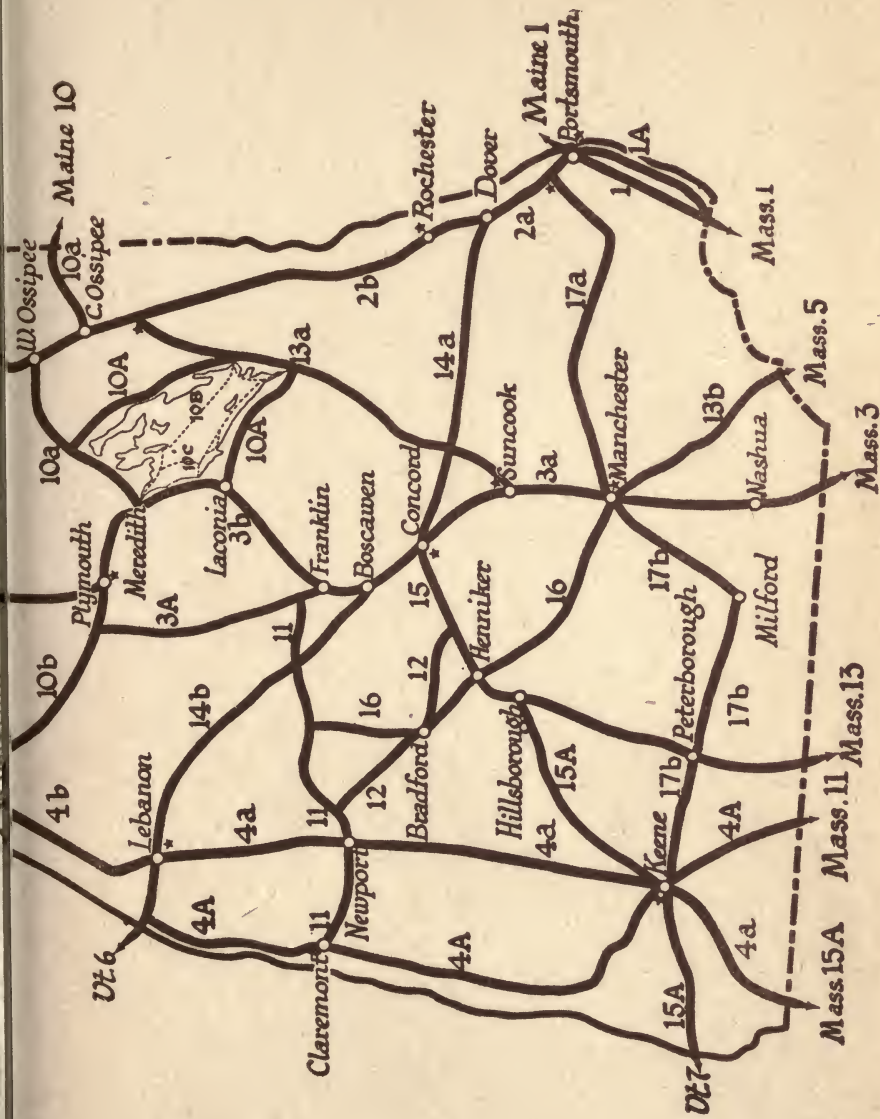 Maine 10
W. Ossipee
10a
C. Ossipee
Maine 1
Portsmouth
Rochester
Dover
2a
1A
1
Mass. 1
10A
2b
13a
14a
17a
10a
10B
10C
10A
Plymouth
Meredith
Laconia
3b
Franklin
Boscawen
Concord
Suncook
3a
Manchester
13b
Mass. 5
Nashua
Mass. 3
3A
10b
11
15
Henniker
16
17b
Milford
14b
16
12
Peterborough
17b
Mass. 13
4b
Lebanon
4a
11
12
Bradford
Hillsborough
15A
17b
4A
Mass. 11
Vt. 6
4A
11
Newport
Claremont
4A
4a
Keene
4a
Mass. 15A
15A
Vt. 7